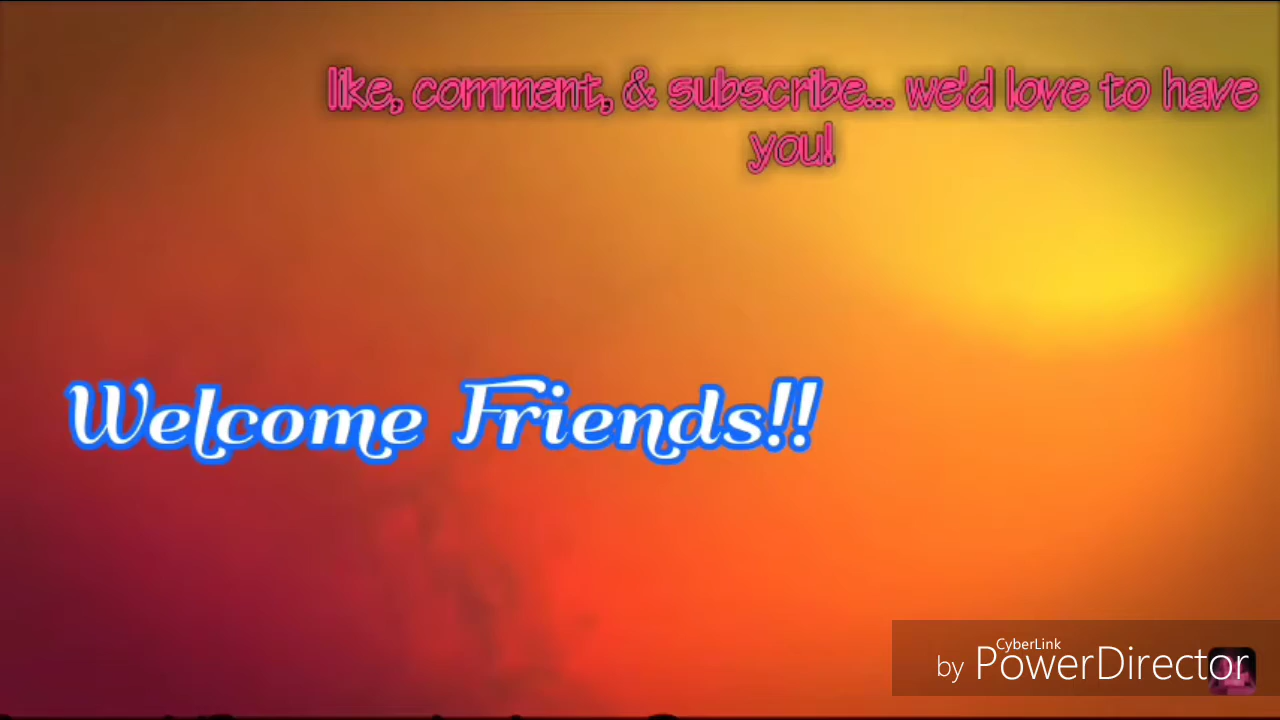 like, comment, & subscribe... we'd love to have
you!
Welcome Friends!!
CyberLink
by PowerDirector